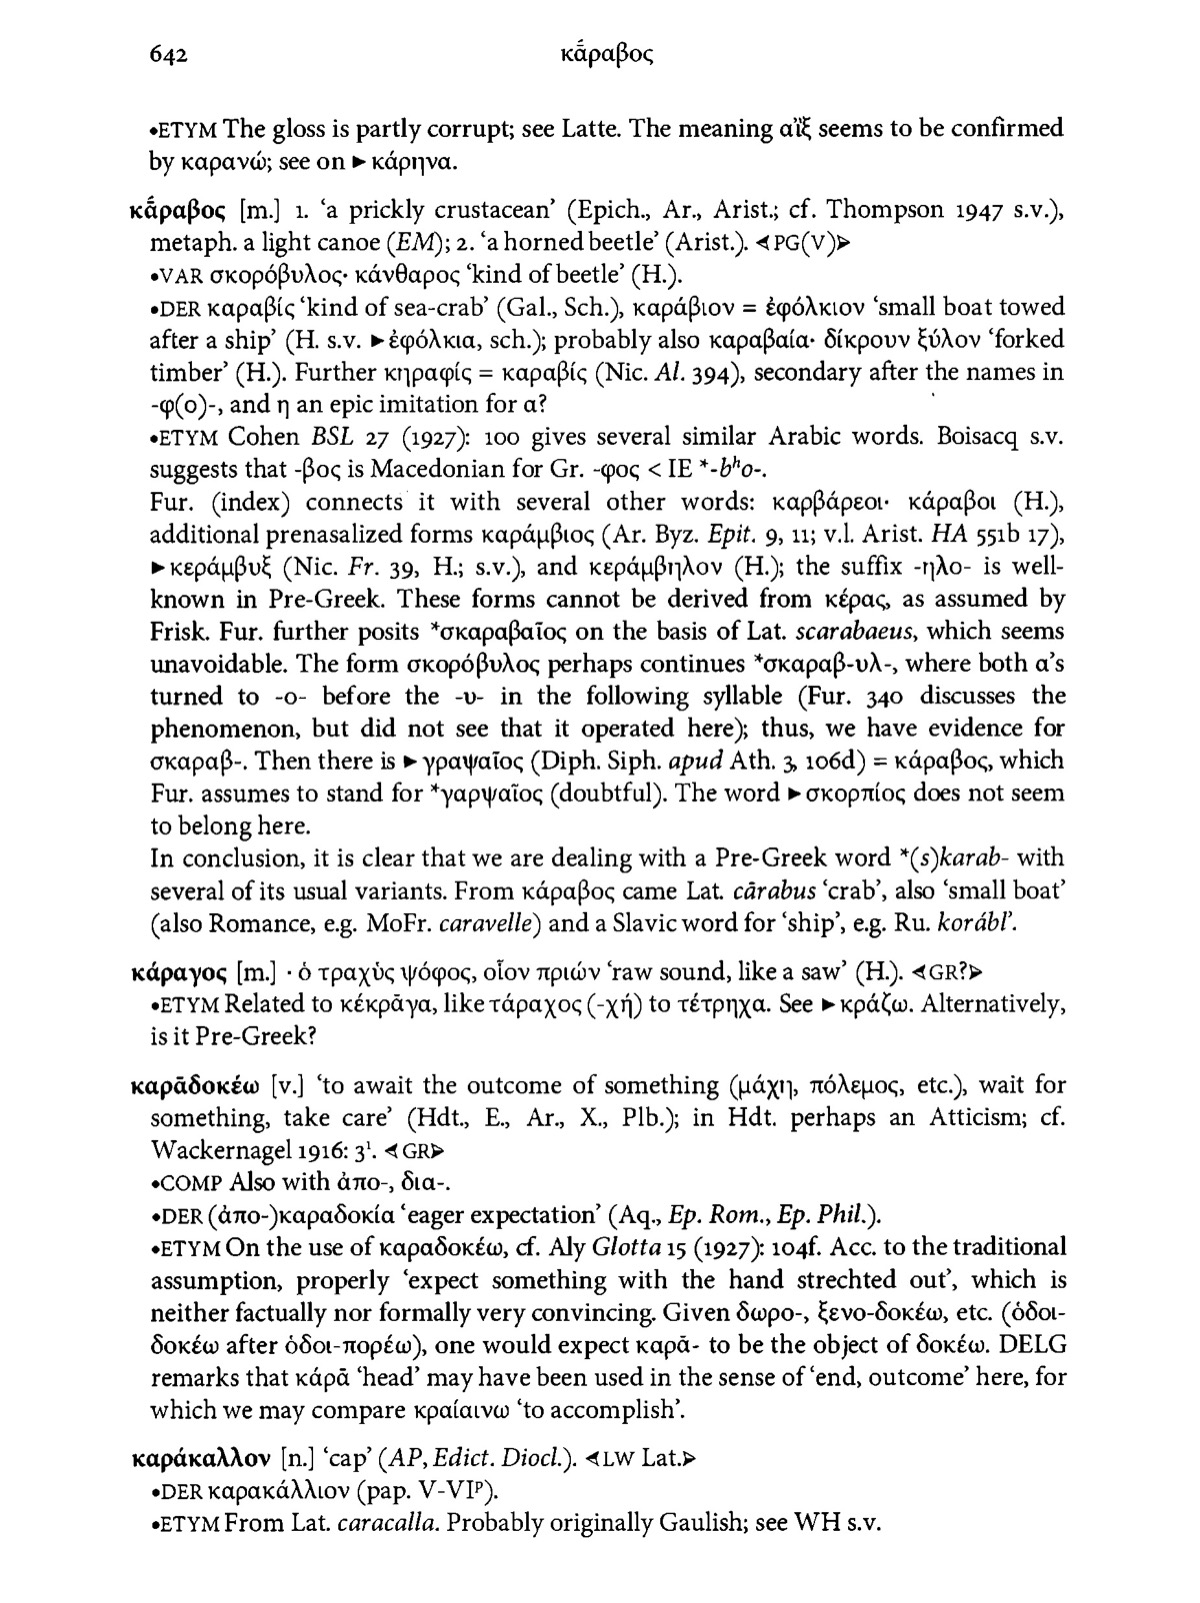 642
κᾱ́ραβος
•ETYM The gloss is partly corrupt; see Latte. The meaning αἴξ seems to be confirmed
by καρανώ; see on ►κάρηνα.
κᾱ́ραβος [m.] 1. ‘a prickly crustacean’ (Epich., Ar., Arist.; cf. Thompson 1947 s.v.),
metaph. a light canoe (EM); 2. ‘a horned beetle’ (Arist.). ⋖PG(V)⋗
•VAR σκορόβυλος· κάνθαρος ‘kind of beetle’ (H.).
•DER καραβίς ‘kind of sea-crab’ (Gal., Sch.), καράβιον = ἐφόλκιον ‘small boat towed
after a ship’ (H. s.v. ►ἐφόλκια, sch.); probably also καραβαία· δίκρουν ξύλον ‘forked
timber’ (H.). Further κηραφίς = καραβίς (Nic. Al. 394), secondary after the names in
-φ(ο)-, and η an epic imitation for α?
•ETYM Cohen BSL 27 (1927): 100 gives several similar Arabic words. Boisacq s.v.
suggests that -βος is Macedonian for Gr. -φος < IE *-bʰo-.
Fur. (index) connects it with several other words: καρβάρεοι· κάραβοι (H.),
additional prenasalized forms καράμβιος (Ar. Byz. Epit. 9, 11; v.l. Arist. HA 551b 17),
►κεράμβυξ (Nic. Fr. 39, H.; s.v.), and κεράμβηλον (H.); the suffix -ηλο- is well-
known in Pre-Greek. These forms cannot be derived from κέρας, as assumed by
Frisk. Fur. further posits *σκαραβαῖος on the basis of Lat. scarabaeus, which seems
unavoidable. The form σκορόβυλος perhaps continues *σκαραβ-υλ-, where both α’s
turned to -ο- before the -υ- in the following syllable (Fur. 340 discusses the
phenomenon, but did not see that it operated here); thus, we have evidence for
σκαραβ-. Then there is ►γραψαῖος (Diph. Siph. apud Ath. 3, 106d) = κάραβος, which
Fur. assumes to stand for *γαρψαῖος (doubtful). The word ►σκορπίος does not seem
to belong here.
In conclusion, it is clear that we are dealing with a Pre-Greek word *(s)karab- with
several of its usual variants. From κάραβος came Lat. cārabus ‘crab’, also ‘small boat’
(also Romance, e.g. MoFr. caravelle) and a Slavic word for ‘ship’, e.g. Ru. koráblʼ.
κάραγος [m.] · ὁ τραχὺς ψόφος, οἷον πριών ‘raw sound, like a saw’ (H.). ⋖GR?⋗
•ETYM Related to κέκρᾱγα, like τάραχος (-χή) to τέτρηχα. See ►κράζω. Alternatively,
is it Pre-Greek?
καρᾱδοκέω [v.] ‘to await the outcome of something (μάχη, πόλεμος, etc.), wait for
something, take care’ (Hdt., E., Ar., X., Plb.); in Hdt. perhaps an Atticism; cf.
Wackernagel 1916: 3¹. ⋖GR⋗
•COMP Also with ἀπο-, δια-.
•DER (ἀπο-)καραδοκία ‘eager expectation’ (Aq., Ep. Rom., Ep. Phil.).
•ETYM On the use of καραδοκέω, cf. Aly Glotta 15 (1927): 104f. Acc. to the traditional
assumption, properly ‘expect something with the hand strechted out’, which is
neither factually nor formally very convincing. Given δωρο-, ξενο-δοκέω, etc. (ὁδοι-
δοκέω after ὁδοι-πορέω), one would expect καρᾱ- to be the object of δοκέω. DELG
remarks that κάρᾱ ‘head’ may have been used in the sense of ‘end, outcome’ here, for
which we may compare κραίαινω ‘to accomplish’.
καράκαλλον [n.] ‘cap’ (AP, Edict. Diocl.). ⋖LW Lat.⋗
•DER καρακάλλιον (pap. V-VIᵖ).
•ETYM From Lat. caracalla. Probably originally Gaulish; see WH s.v.